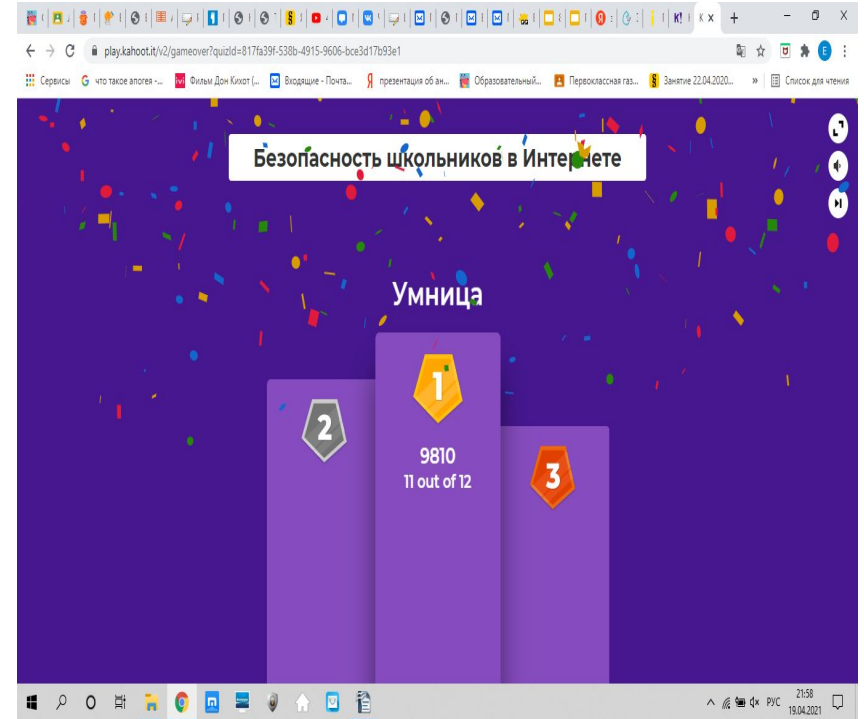 play.kahoot.it/v2/gameover?quizId=817fa39f-538b-4915-9606-bce3d17b93e1
Сервисы что такое апогея -... Фильм Дон Кихот (... Входящие - Почта... презентация об ан... Образовательный... Первоклассная газ... Занятие 22.04.2020... » Список для чтения
Безопасность школьников в Интернете
Умница
1
2
9810
11 out of 12
3
РУС
21:58
19.04.2021